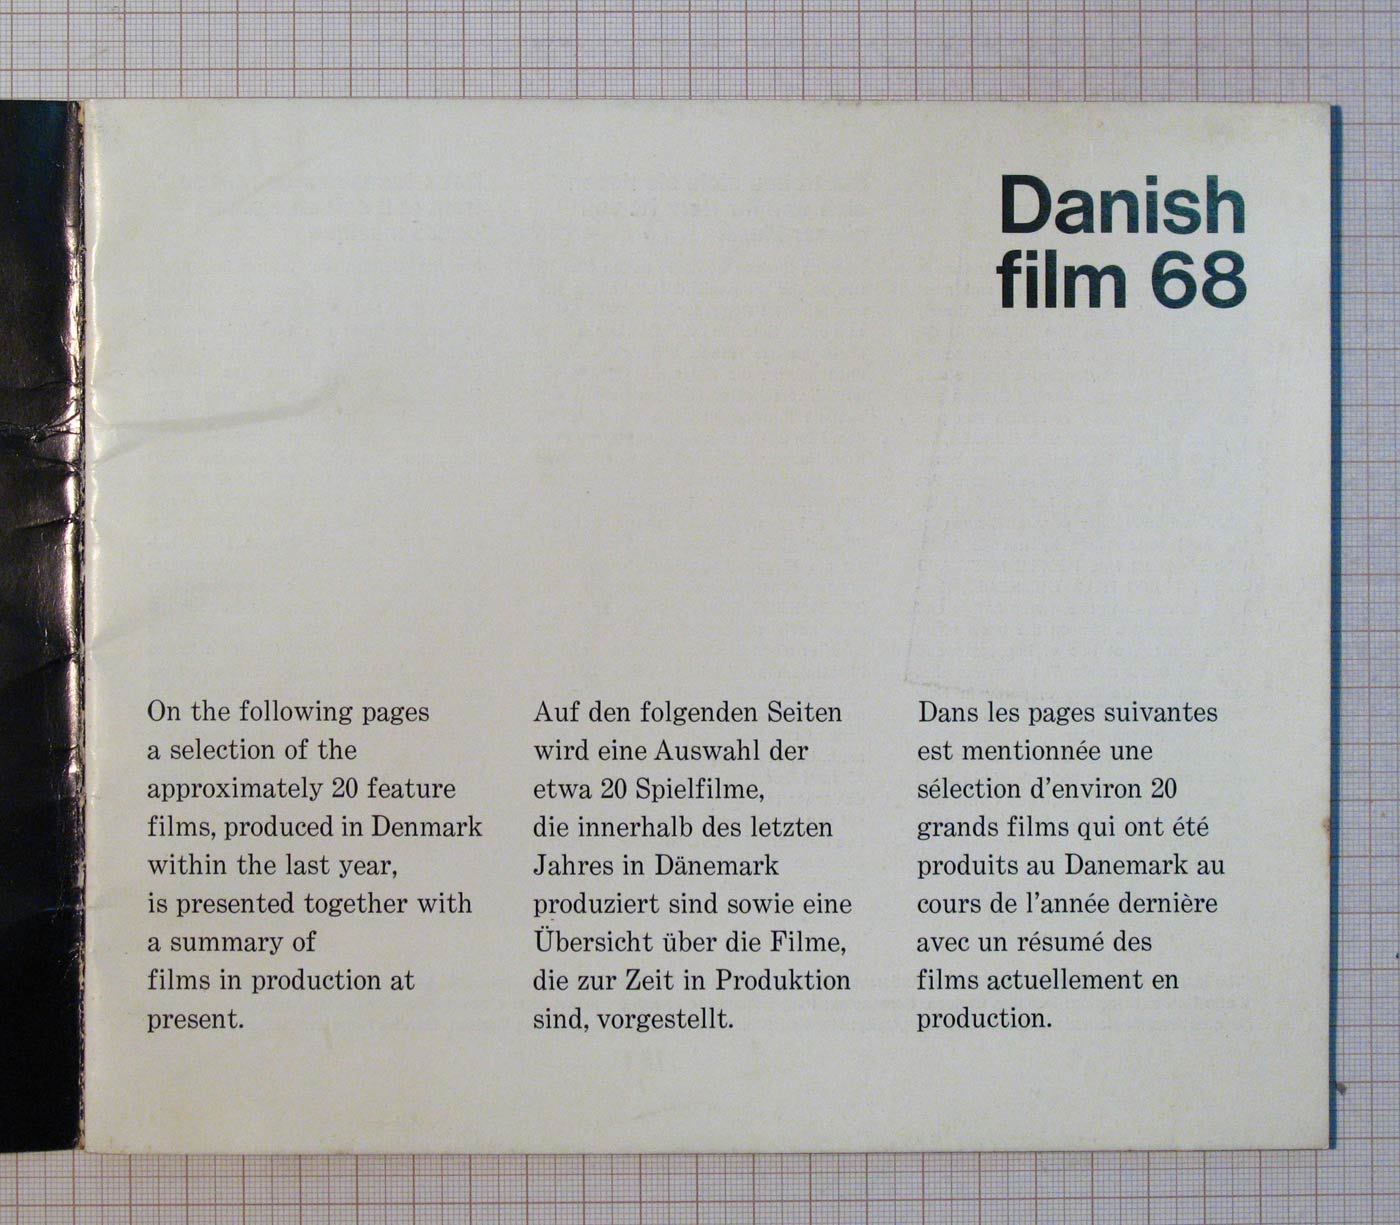 Danish
film 68
On the following pages
a selection of the
approximately 20 feature
films, produced in Denmark
within the last year,
is presented together with
a summary of
films in production at
present.
Auf den folgenden Seiten
wird eine Auswahl der
etwa 20 Spielfilme,
die innerhalb des letzten
Jahres in Dänemark
produziert sind sowie eine
Übersicht über die Filme,
die zur Zeit in Produktion
sind, vorgestellt.
Dans les pages suivantes
est mentionnée une
sélection d'environ 20
grands films qui ont été
produits au Danemark au
cours de l'année dernière
avec un résumé des
films actuellement en
production.